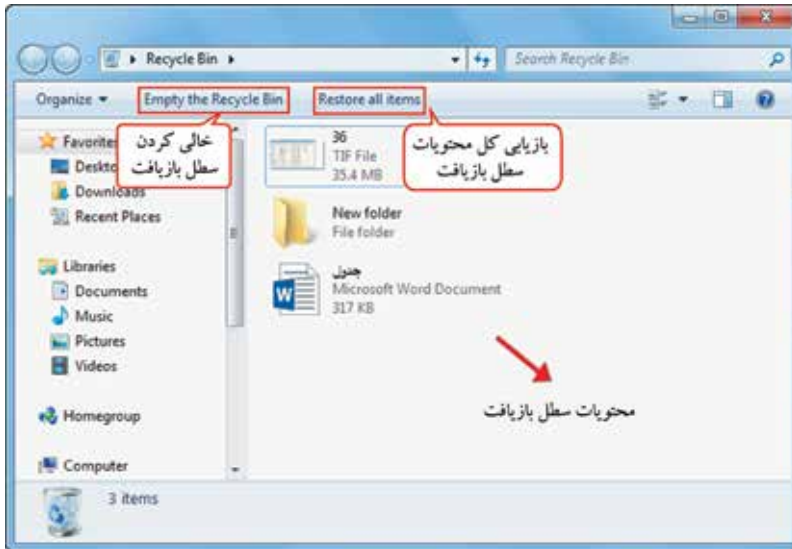 Recycle Bin
Search Recycle Bin
Organize
Empty the Recycle Bin
Restore all items
خالی کردن
سطل بازیافت
بازیابی کل محتویات
سطل بازیافت
Favorites
Deskto
Downloads
Recent Places
Libraries
Documents
Music
Pictures
Videos
Homegroup
Computer
36
TIF File
35.4 MB
New folder
File folder
جدول
Microsoft Word Document
317 KB
محتویات سطل بازیافت
3 items